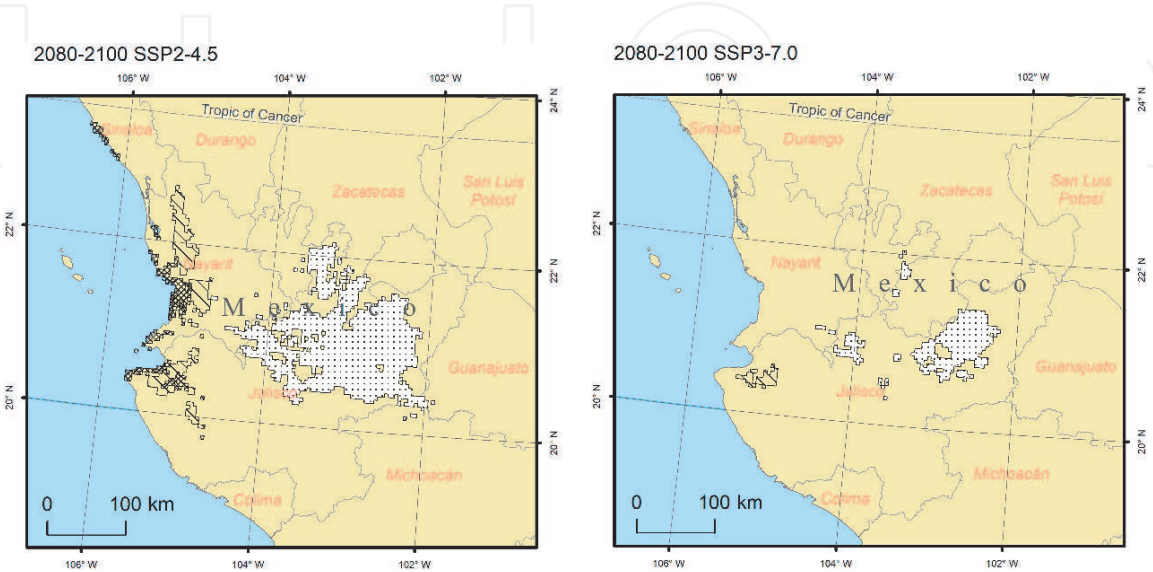 2080-2100 SSP2-4.5
106° W 104° W 102° W
24° N
Tropic of Cancer
Sinaloa
Durango
Zacatecas
San Luis
Potosí
22° N
22° N
Nayarit
Mexico
Guanajuato
20° N
Jalisco
20° N
Michoacán
Colima
0 100 km
106° W 104° W 102° W
2080-2100 SSP3-7.0
106° W 104° W 102° W
24° N
Tropic of Cancer
Sinaloa
Durango
Zacatecas
San Luis
Potosí
22° N
22° N
Nayarit
Mexico
Guanajuato
20° N
Jalisco
20° N
Michoacán
Colima
0 100 km
106° W 104° W 102° W